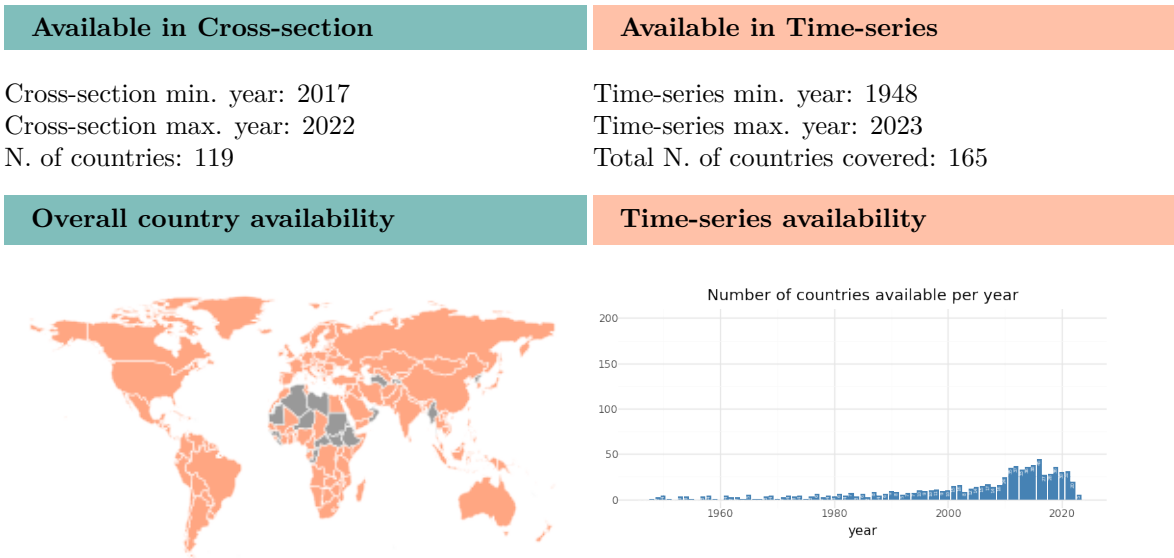 Available in Cross-section
Available in Time-series
Cross-section min. year: 2017
Cross-section max. year: 2022
N. of countries: 119
Time-series min. year: 1948
Time-series max. year: 2023
Total N. of countries covered: 165
Overall country availability
Time-series availability
Number of countries available per year
200
150
100
50
0
1960 1980 2000 2020
year